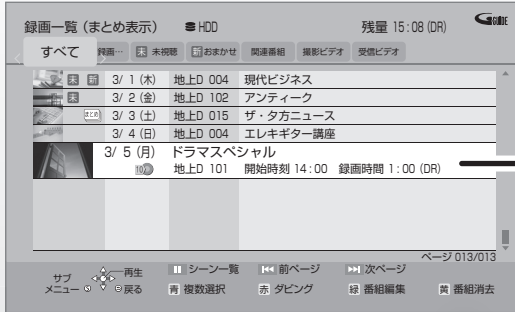 録画一覧 (まとめ表示) HDD 残量 15:08 (DR) G-GUIDE
すべて 録画… 未 未視聴 新 おまかせ 関連番組 撮影ビデオ 受信ビデオ
未 新 3/ 1 (木) 地上D 004 現代ビジネス
未 3/ 2 (金) 地上D 102 アンティーク
まとめ 3/ 3 (土) 地上D 015 ザ・夕方ニュース
3/ 4 (日) 地上D 004 エレキギター講座
3/ 5 (月) ドラマスペシャル
地上D 101 開始時刻 14:00 録画時間 1:00 (DR)
ページ 013/013
サブメニュー 再生 戻る シーン一覧 前ページ 次ページ
青 複数選択 赤 ダビング 緑 番組編集 黄 番組消去